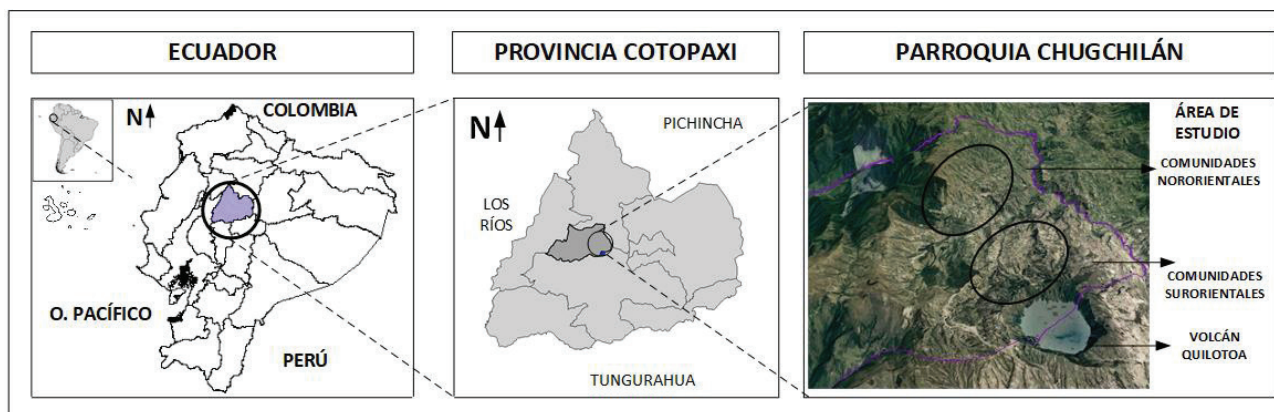 ECUADOR
PROVINCIA COTOPAXI
PARROQUIA CHUGCHILÁN
N
COLOMBIA
O. PACÍFICO
PERÚ
N
PICHINCHA
LOS
RÍOS
TUNGURAHUA
ÁREA DE
ESTUDIO
COMUNIDADES
NORORIENTALES
COMUNIDADES
SURORIENTALES
VOLCÁN
QUILOTOA